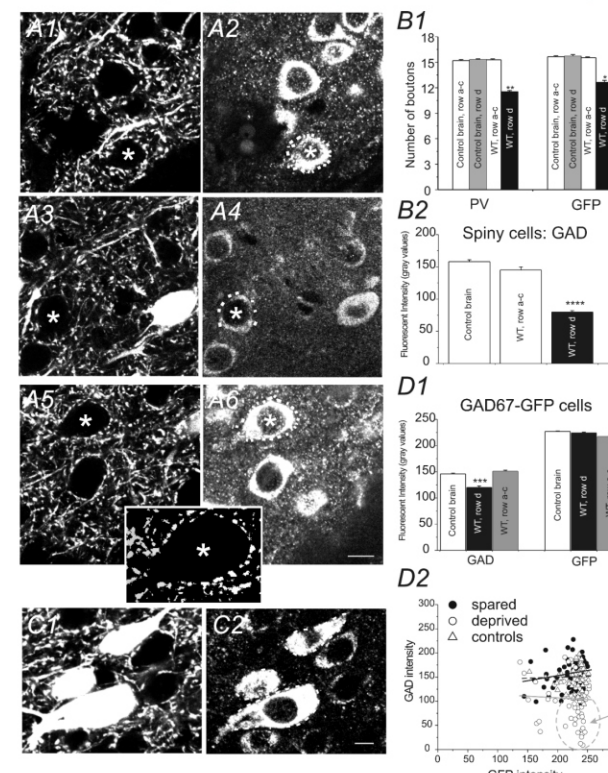 A1
A2
A3
*
A4
*
A5
*
A6
*
*
C1
C2
B1
Number of boutons
18
15
12
9
6
3
0
Control brain, row a-c
Control brain, row d
WT, row a-c
WT, row d
**
Control brain, row a-c
Control brain, row d
WT, row a-c
WT, row d
*
PV
GFP
B2
Spiny cells: GAD
Fluorescent Intensity (gray values)
200
150
100
50
0
Control brain
WT, row a-c
WT, row d
****
D1
GAD67-GFP cells
Fluorescent Intensity (gray values)
250
200
150
100
50
0
Control brain
WT, row d
***
WT, row a-c
Control brain
WT, row d
GAD
GFP
D2
spared
deprived
controls
GAD intensity
300
250
200
150
100
50
0
0
50
100
150
200
250
GFP intensity